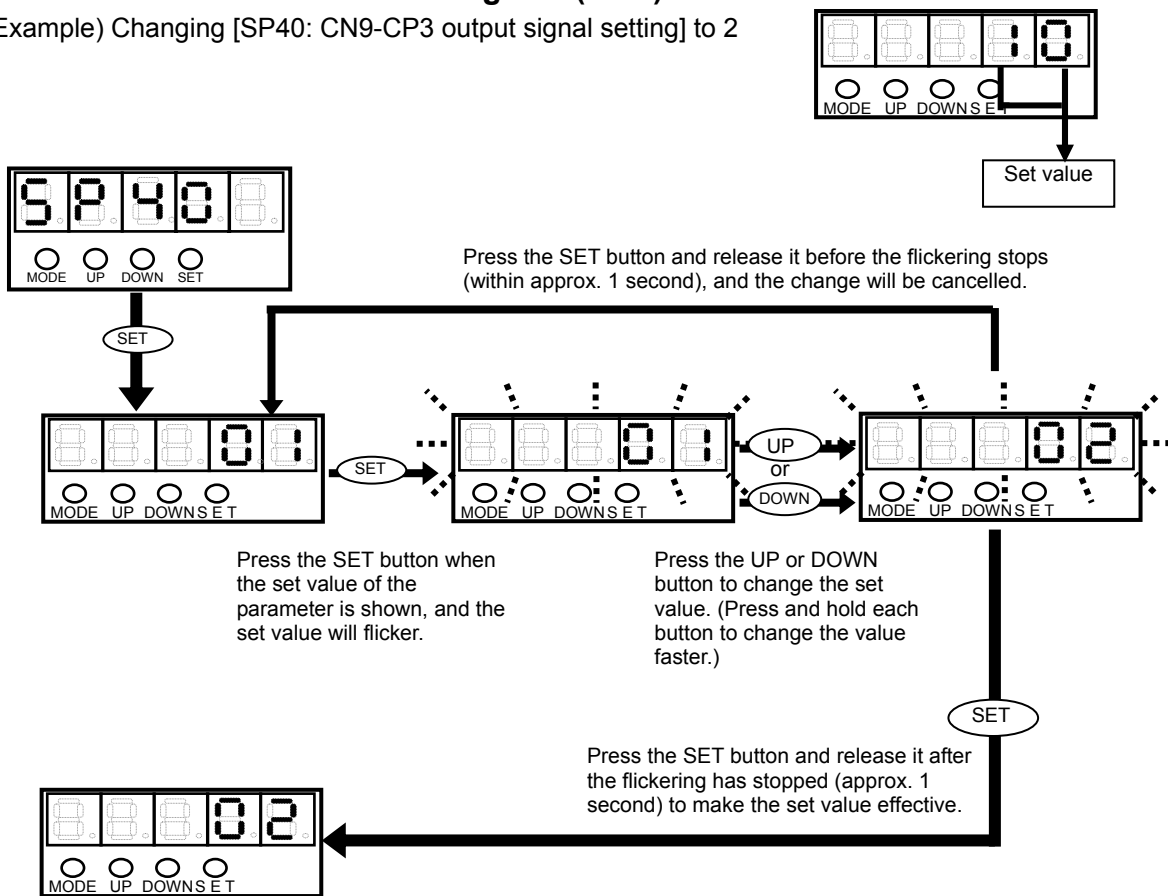 Example) Changing [SP40: CN9-CP3 output signal setting] to 2
10
MODE UP DOWN SET
Set value
SP40
MODE UP DOWN SET
Press the SET button and release it before the flickering stops
(within approx. 1 second), and the change will be cancelled.
SET
01
MODE UP DOWN SET
SET
01
MODE UP DOWN SET
UP
or
DOWN
02
MODE UP DOWN SET
Press the SET button when
the set value of the
parameter is shown, and the
set value will flicker.
Press the UP or DOWN
button to change the set
value. (Press and hold each
button to change the value
faster.)
SET
Press the SET button and release it after
the flickering has stopped (approx. 1
second) to make the set value effective.
02
MODE UP DOWN SET